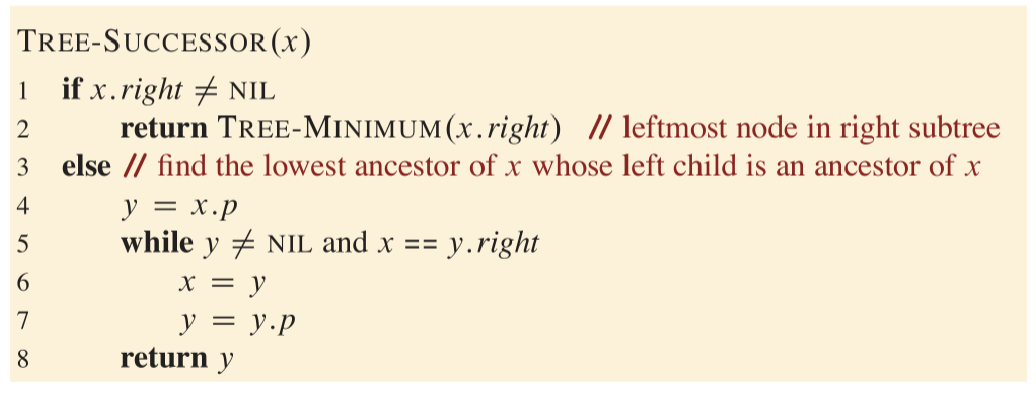 TREE-SUCCESSOR(x)
1 if x.right ≠ NIL
2 return TREE-MINIMUM(x.right) // leftmost node in right subtree
3 else // find the lowest ancestor of x whose left child is an ancestor of x
4 y = x.p
5 while y ≠ NIL and x == y.right
6 x = y
7 y = y.p
8 return y